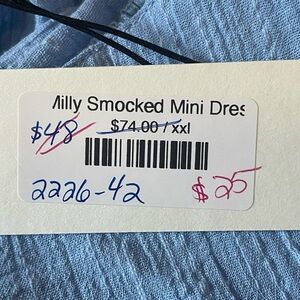 Milly Smocked Mini Dres
$48 $74.00 / xxl
2226-42 $25